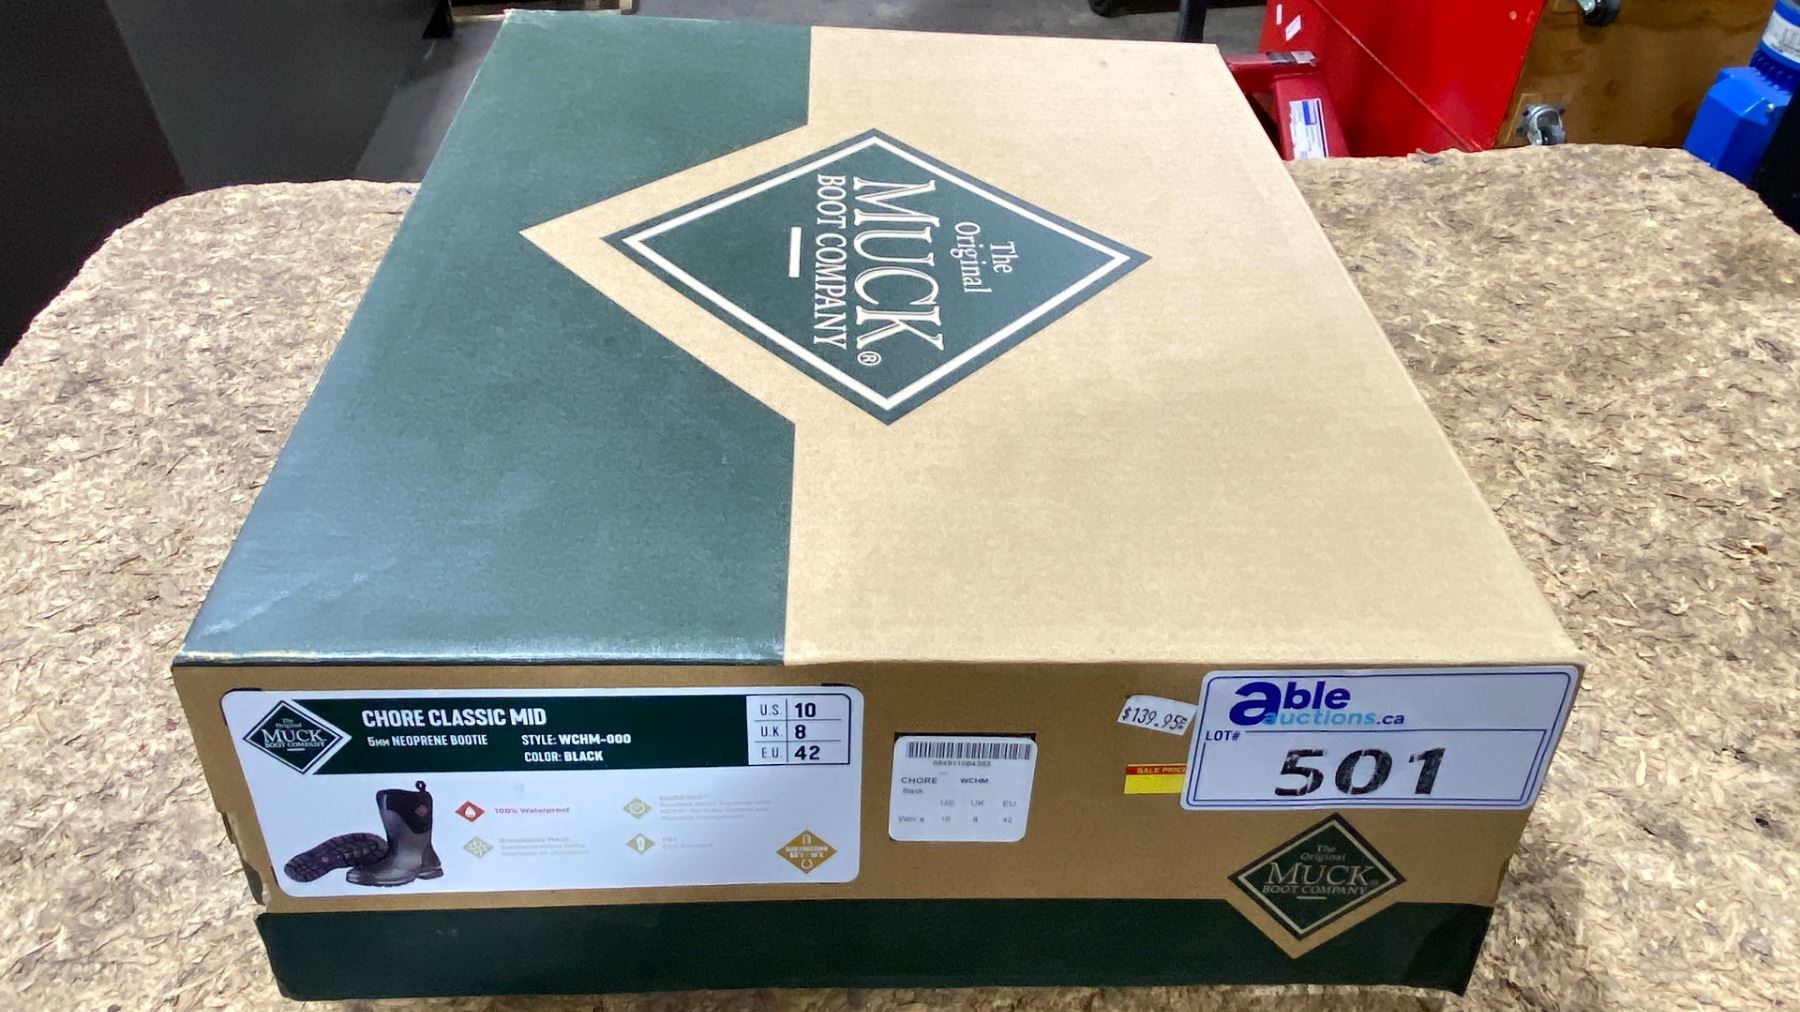 The
Original
MUCK®
BOOT COMPANY
The
Original
MUCK
BOOT COMPANY
CHORE CLASSIC MID
5MM NEOPRENE BOOTIE
STYLE: WCHM-000
COLOR: BLACK
U.S. 10
U.K. 8
E.U. 42
100% Waterproof
CHORE WCHM
Black
US UK EU
10 8 42
$139.95
SALE PRICE
able
auctions.ca
LOT#
501
The
Original
MUCK
BOOT COMPANY